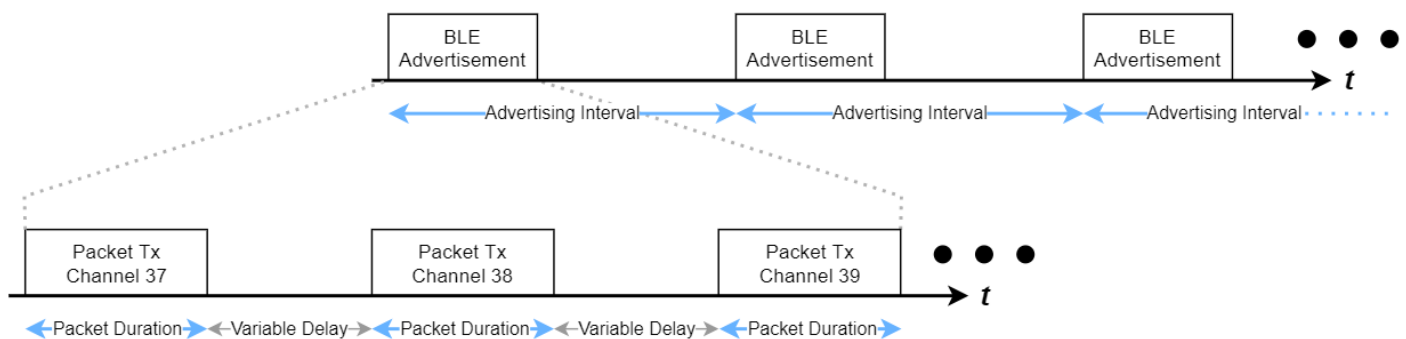 BLE
Advertisement
BLE
Advertisement
BLE
Advertisement
t
Advertising Interval
Advertising Interval
Advertising Interval
Packet Tx
Channel 37
Packet Tx
Channel 38
Packet Tx
Channel 39
t
Packet Duration
Variable Delay
Packet Duration
Variable Delay
Packet Duration